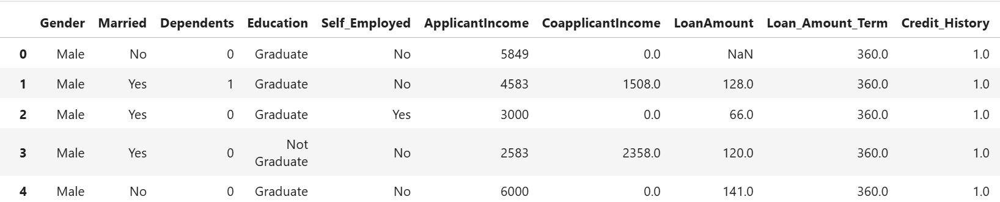 Gender Married Dependents Education Self_Employed ApplicantIncome CoapplicantIncome LoanAmount Loan_Amount_Term Credit_History
0 Male No 0 Graduate No 5849 0.0 NaN 360.0 1.0
1 Male Yes 1 Graduate No 4583 1508.0 128.0 360.0 1.0
2 Male Yes 0 Graduate Yes 3000 0.0 66.0 360.0 1.0
3 Male Yes 0 Not Graduate No 2583 2358.0 120.0 360.0 1.0
4 Male No 0 Graduate No 6000 0.0 141.0 360.0 1.0